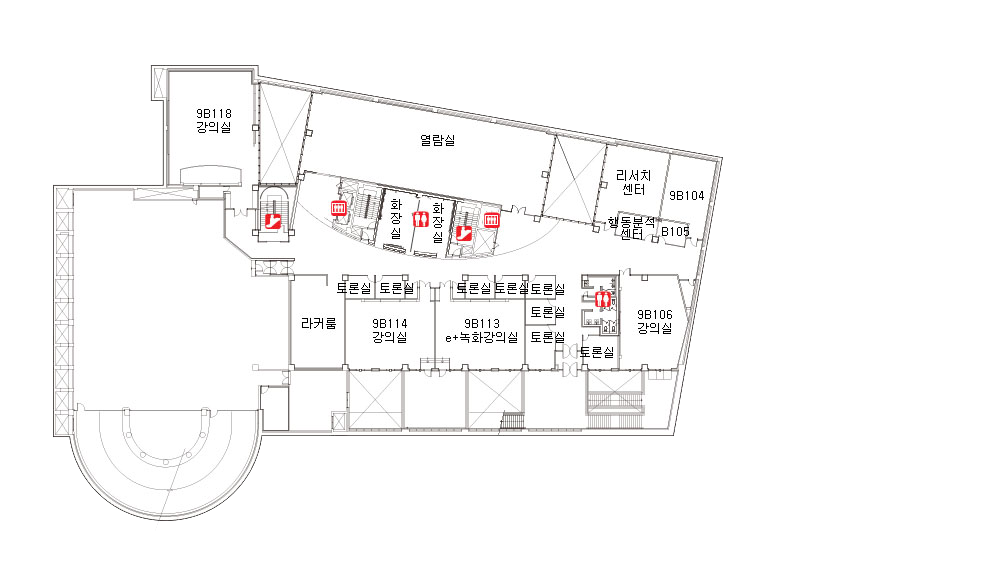 9B118
강의실
열람실
리서치
센터
9B104
화
장
실
화
장
실
행동분석
센터
B105
토론실
토론실
토론실
토론실
토론실
토론실
토론실
토론실
라커룸
9B114
강의실
9B113
e+녹화강의실
9B106
강의실